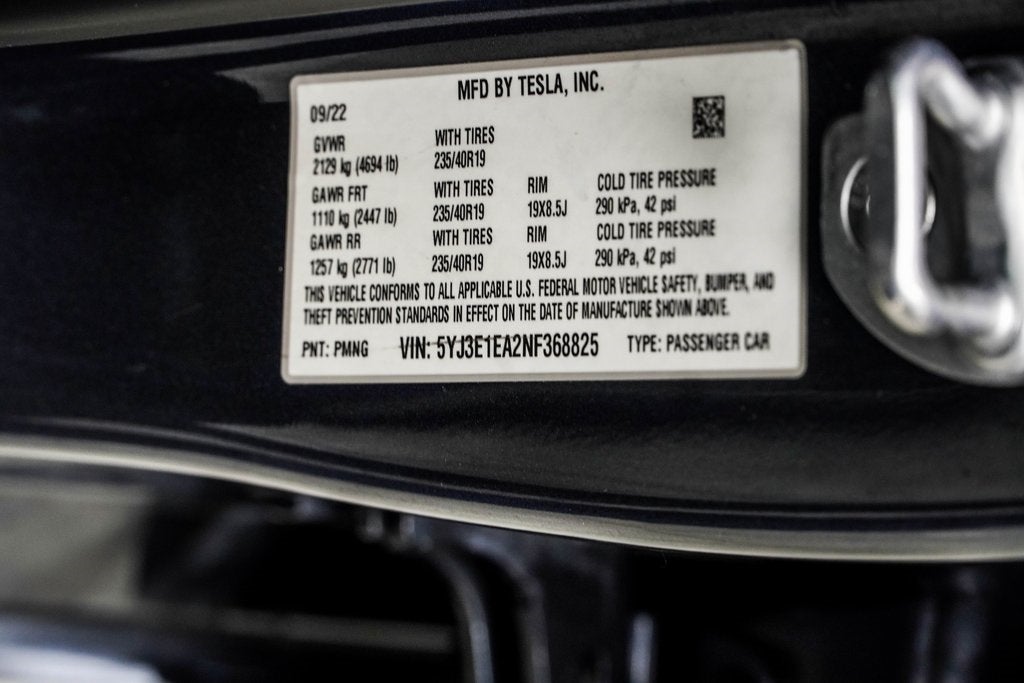 MFD BY TESLA, INC.
09/22
GVWR WITH TIRES
2129 kg (4694 lb) 235/40R19
GAWR FRT WITH TIRES RIM COLD TIRE PRESSURE
1110 kg (2447 lb) 235/40R19 19X8.5J 290 kPa, 42 psi
GAWR RR WITH TIRES RIM COLD TIRE PRESSURE
1257 kg (2771 lb) 235/40R19 19X8.5J 290 kPa, 42 psi
THIS VEHICLE CONFORMS TO ALL APPLICABLE U.S. FEDERAL MOTOR VEHICLE SAFETY, BUMPER, AND
THEFT PREVENTION STANDARDS IN EFFECT ON THE DATE OF MANUFACTURE SHOWN ABOVE.
PNT: PMNG VIN: 5YJ3E1EA2NF368825 TYPE: PASSENGER CAR